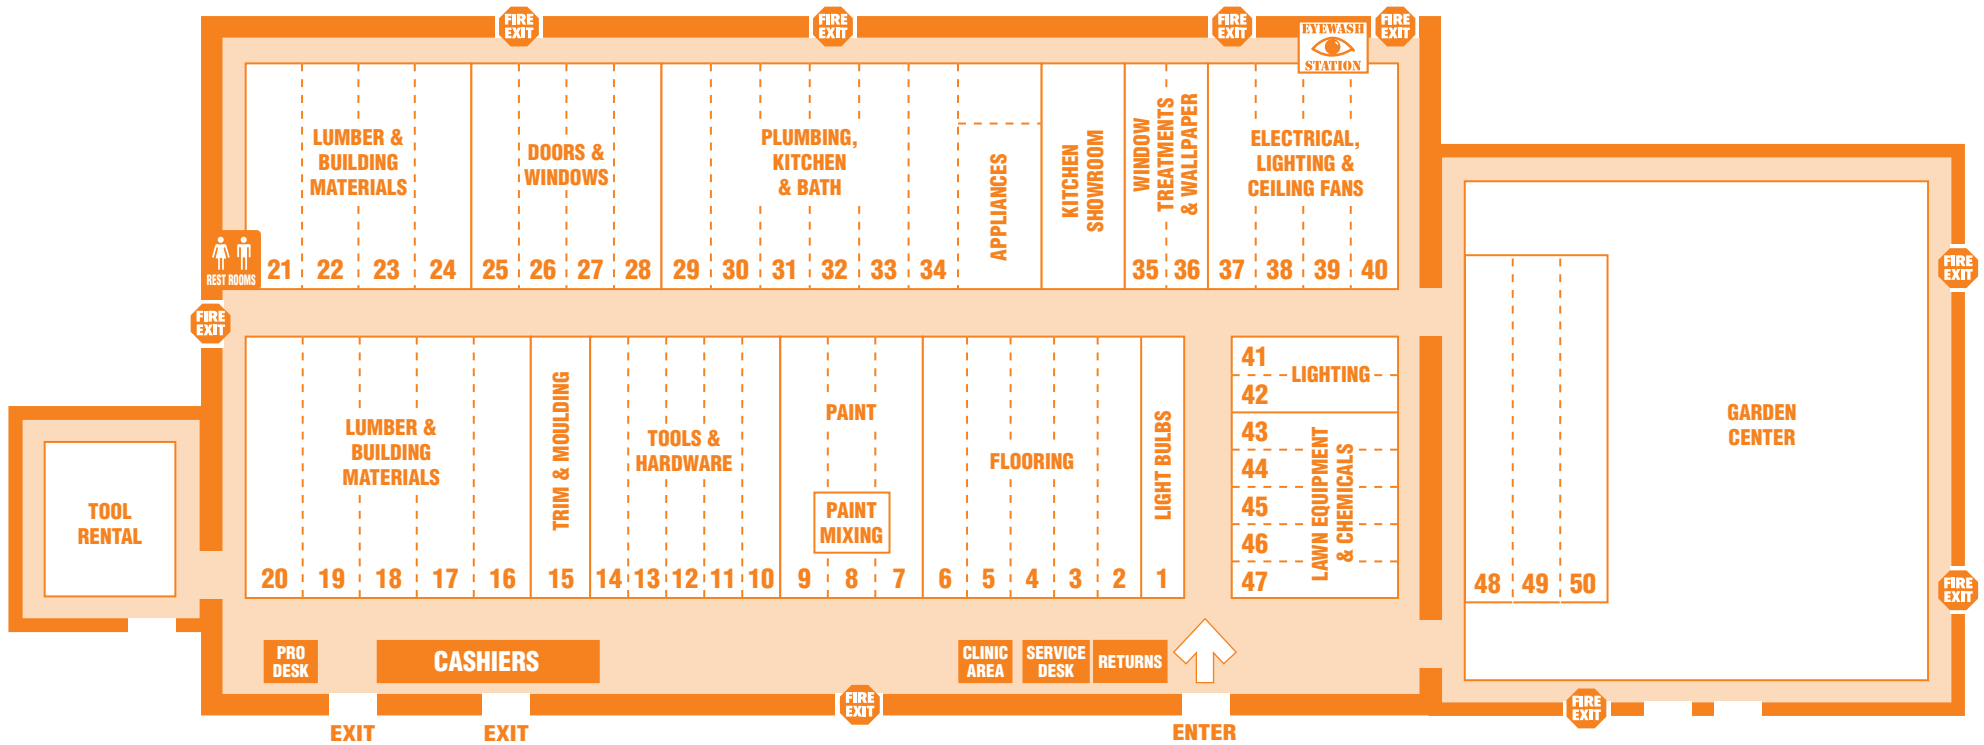 FIRE
EXIT
FIRE
EXIT
FIRE
EXIT
FIRE
EXIT
EYEWASH
STATION
LUMBER &
BUILDING
MATERIALS
DOORS &
WINDOWS
PLUMBING,
KITCHEN
& BATH
APPLIANCES
KITCHEN
SHOWROOM
WINDOW
TREATMENTS
& WALLPAPER
ELECTRICAL,
LIGHTING &
CEILING FANS
REST ROOMS
21 22 23 24 25 26 27 28 29 30 31 32 33 34 35 36 37 38 39 40
FIRE
EXIT
FIRE
EXIT
LUMBER &
BUILDING
MATERIALS
TRIM & MOULDING
TOOLS &
HARDWARE
PAINT
PAINT
MIXING
FLOORING
LIGHT BULBS
41
LIGHTING
42
43
44
45
46
47
LAWN EQUIPMENT
& CHEMICALS
GARDEN
CENTER
TOOL
RENTAL
20 19 18 17 16 15 14 13 12 11 10 9 8 7 6 5 4 3 2 1
48 49 50
FIRE
EXIT
PRO
DESK
CASHIERS
CLINIC
AREA
SERVICE
DESK
RETURNS
FIRE
EXIT
FIRE
EXIT
EXIT
EXIT
ENTER